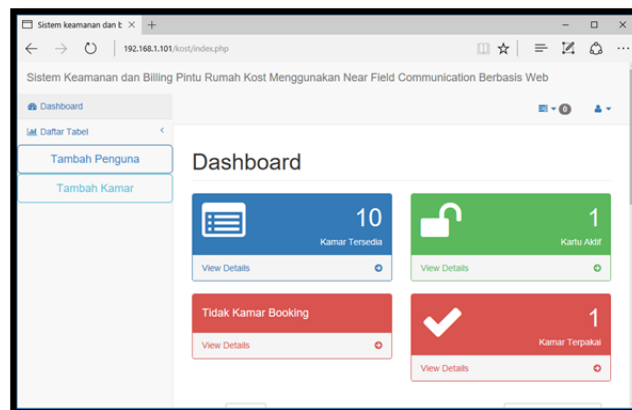 Sistem keamanan dan b
192.168.1.101/kost/index.php
Sistem Keamanan dan Billing Pintu Rumah Kost Menggunakan Near Field Communication Berbasis Web
Dashboard
0
Daftar Tabel
Tambah Penguna
Tambah Kamar
Dashboard
10
Kamar Tersedia
View Details
1
Kartu Aktif
View Details
Tidak Kamar Booking
View Details
1
Kamar Terpakai
View Details